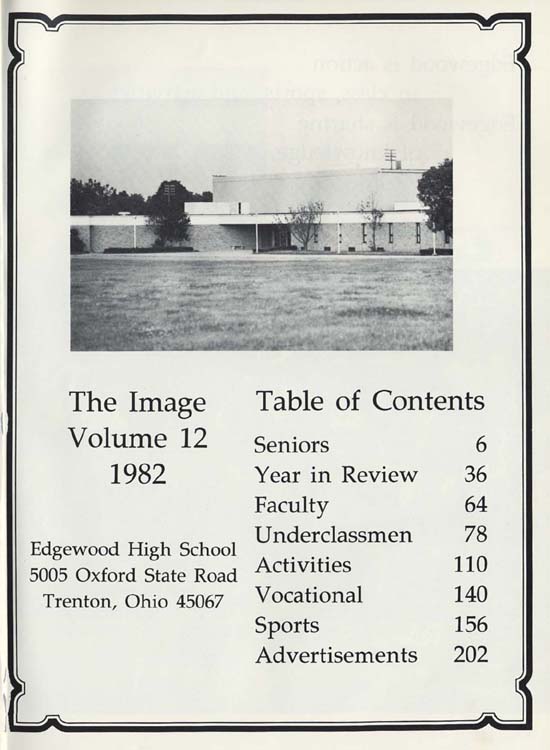 The Image
Volume 12
1982
Edgewood High School
5005 Oxford State Road
Trenton, Ohio 45067
Table of Contents
Seniors 6
Year in Review 36
Faculty 64
Underclassmen 78
Activities 110
Vocational 140
Sports 156
Advertisements 202